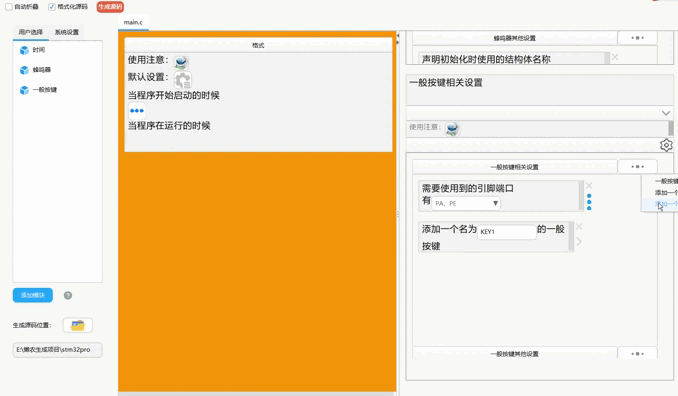 自动折叠
格式化源码
生成源码
用户选择
系统设置
时间
蜂鸣器
一般按键
添加模块
?
生成源码位置:
E:\懒农生成项目\stm32pro
main.c
格式
使用注意:
默认设置:
当程序开始启动的时候
当程序在运行的时候
蜂鸣器其他设置
声明初始化时使用的结构体名称
一般按键相关设置
使用注意:
一般按键相关设置
需要使用到的引脚端口
有 PA、PE
添加一个名为 KEY1 的一般
按键
一般按键其他设置
一般按键
添加一个
添加一个